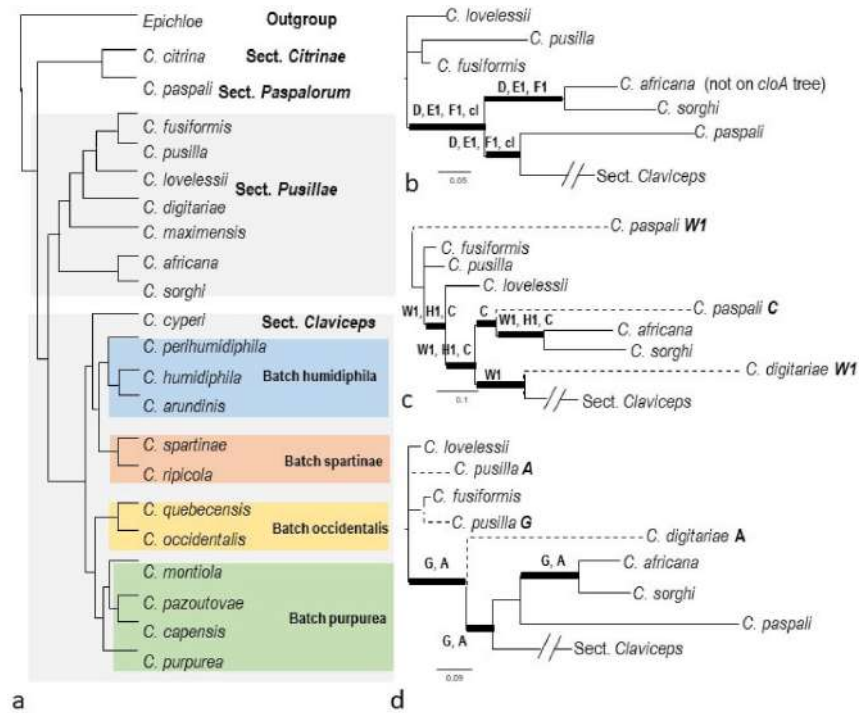 Epichloe Outgroup
C. citrina Sect. Citrinae
C. paspali Sect. Paspalorum
C. fusiformis
C. pusilla
C. lovelessii Sect. Pusillae
C. digitariae
C. maximensis
C. africana
C. sorghi
C. cyperi Sect. Claviceps
C. perihumidiphila
C. humidiphila Batch humidiphila
C. arundinis
C. spartinae Batch spartinae
C. ripicola
C. quebecensis
C. occidentalis Batch occidentalis
C. montiola
C. pazoutovae Batch purpurea
C. capensis
C. purpurea
a
C. lovelessii
C. pusilla
C. fusiformis
D, E1, F1 C. africana (not on cloA tree)
D, E1, F1, cl C. sorghi
C. paspali
D, E1, F1, cl
Sect. Claviceps
b
0.05
C. paspali W1
C. fusiformis
C. pusilla
C. lovelessii
W1, H1, C C C. paspali C
W1, H1, C C. africana
W1, H1, C C. sorghi
W1 C. digitariae W1
Sect. Claviceps
c
0.1
C. lovelessii
C. pusilla A
C. fusiformis
C. pusilla G
C. digitariae A
G, A G, A C. africana
C. sorghi
C. paspali
G, A
Sect. Claviceps
0.09
d